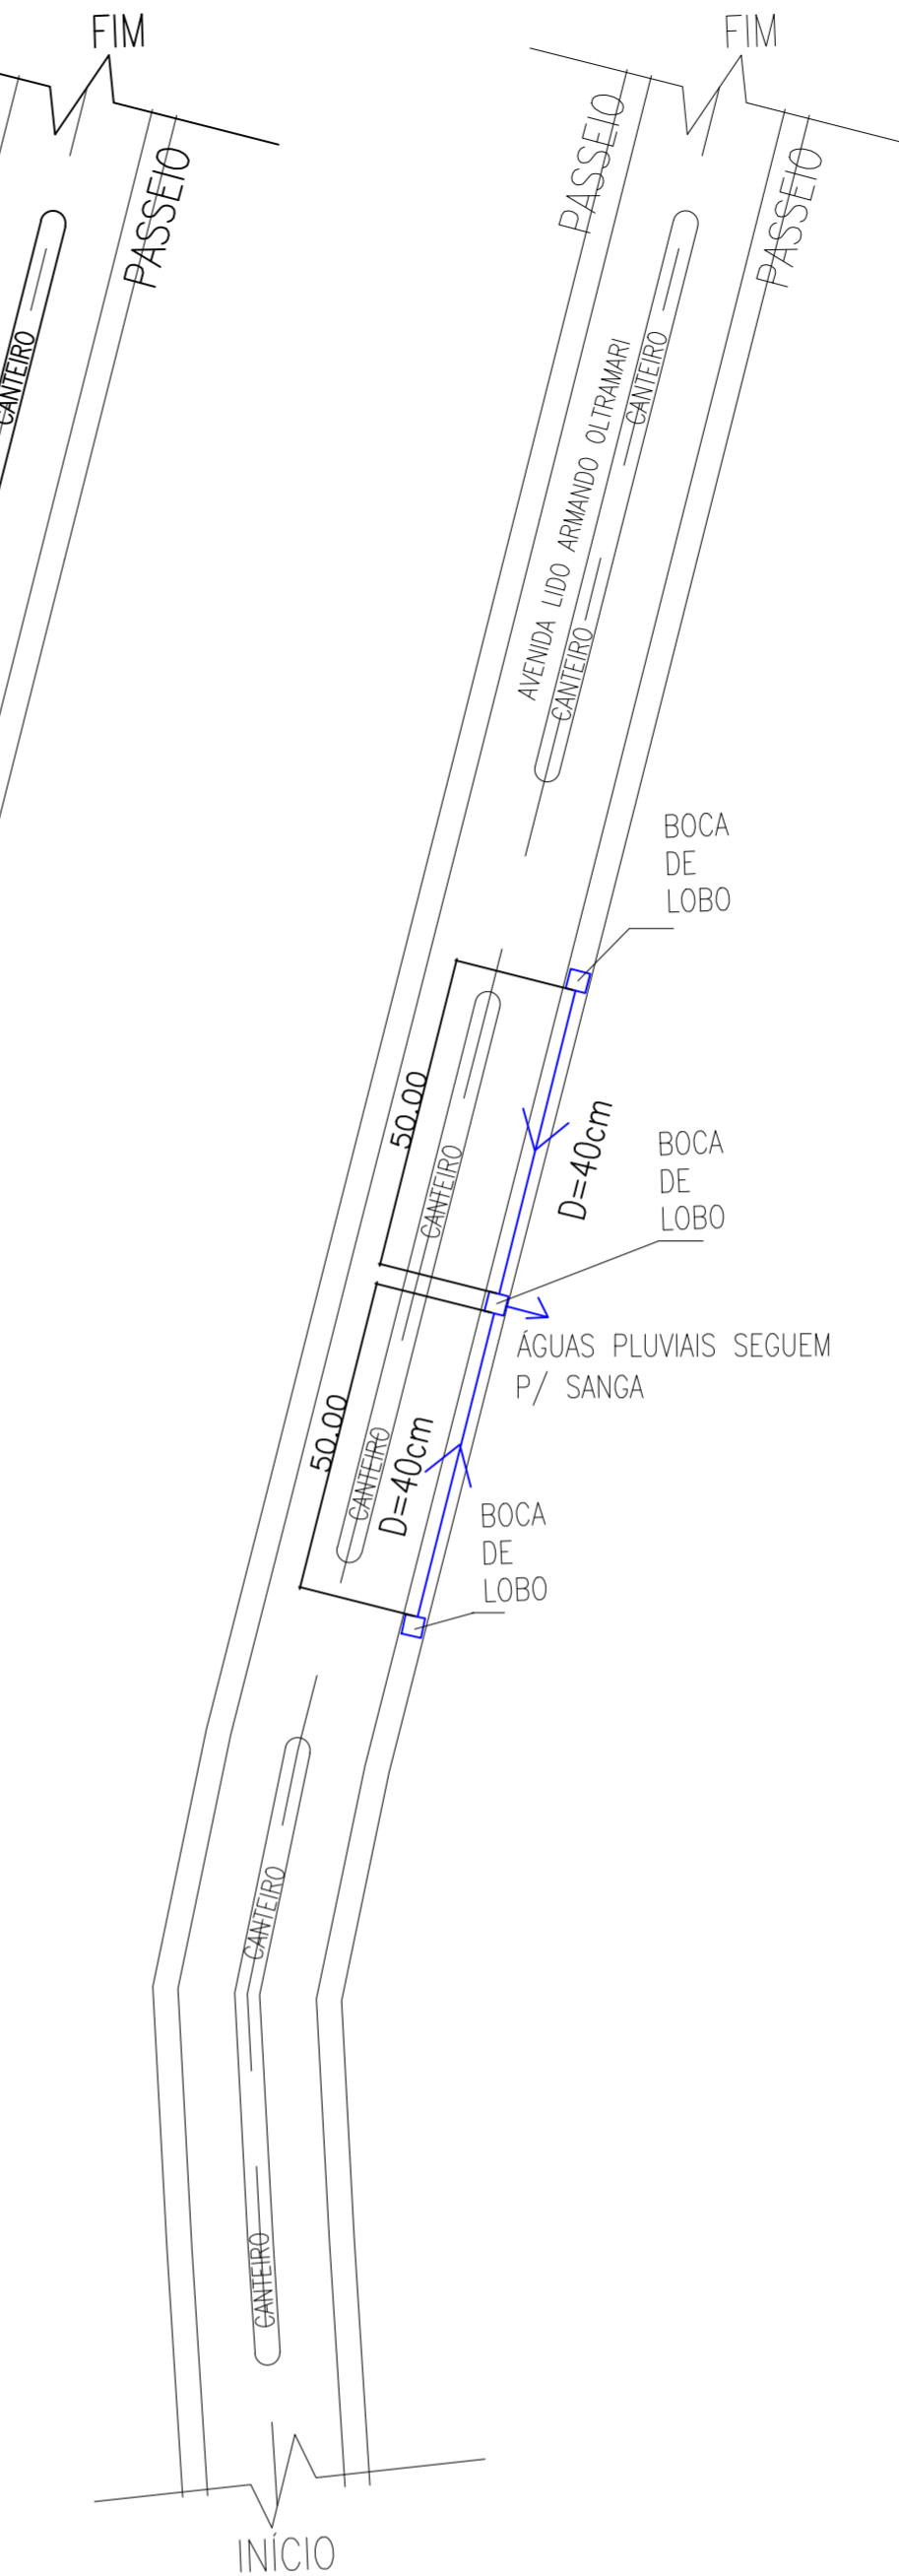 FIM
FIM
PASSEIO
PASSEIO
PASSEIO
CANTEIRO
CANTEIRO
AVENIDA LIDO ARMANDO OLTRAMARI
CANTEIRO
BOCA
DE
LOBO
50.00
CANTEIRO
D=40cm
BOCA
DE
LOBO
ÁGUAS PLUVIAIS SEGUEM
P/ SANGA
50.00
CANTEIRO
D=40cm
BOCA
DE
LOBO
CANTEIRO
CANTEIRO
INÍCIO